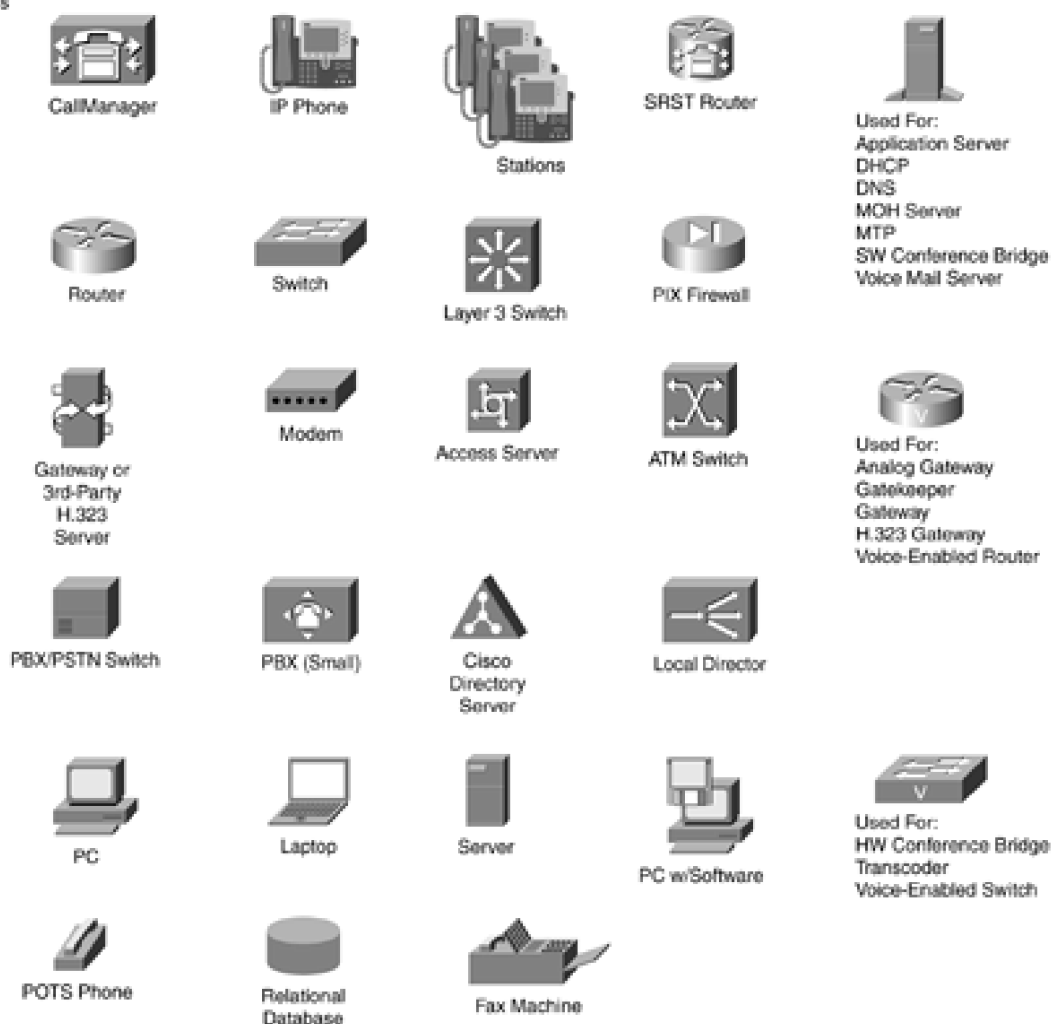 s
CallManager
IP Phone
Stations
SRST Router
Used For:
Application Server
DHCP
DNS
MOH Server
MTP
SW Conference Bridge
Voice Mail Server
Router
Switch
Layer 3 Switch
PIX Firewall
Gateway or
3rd-Party
H.323
Server
Modem
Access Server
ATM Switch
V
Used For:
Analog Gateway
Gatekeeper
Gateway
H.323 Gateway
Voice-Enabled Router
PBX/PSTN Switch
PBX (Small)
Cisco
Directory
Server
Local Director
PC
Laptop
Server
PC w/Software
V
Used For:
HW Conference Bridge
Transcoder
Voice-Enabled Switch
POTS Phone
Relational
Database
Fax Machine